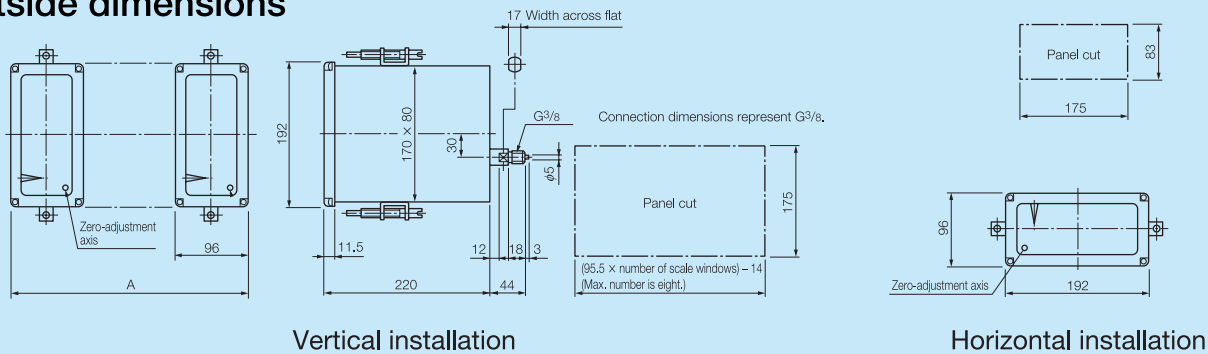 tside dimensions
17 Width across flat
Panel cut
83
175
192
170 × 80
30
G3/8
Connection dimensions represent G3/8.
φ5
Panel cut
175
Zero-adjustment
axis
96
A
11.5
12
18
3
220
44
(95.5 × number of scale windows) – 14
(Max. number is eight.)
96
Zero-adjustment axis
192
Vertical installation
Horizontal installation